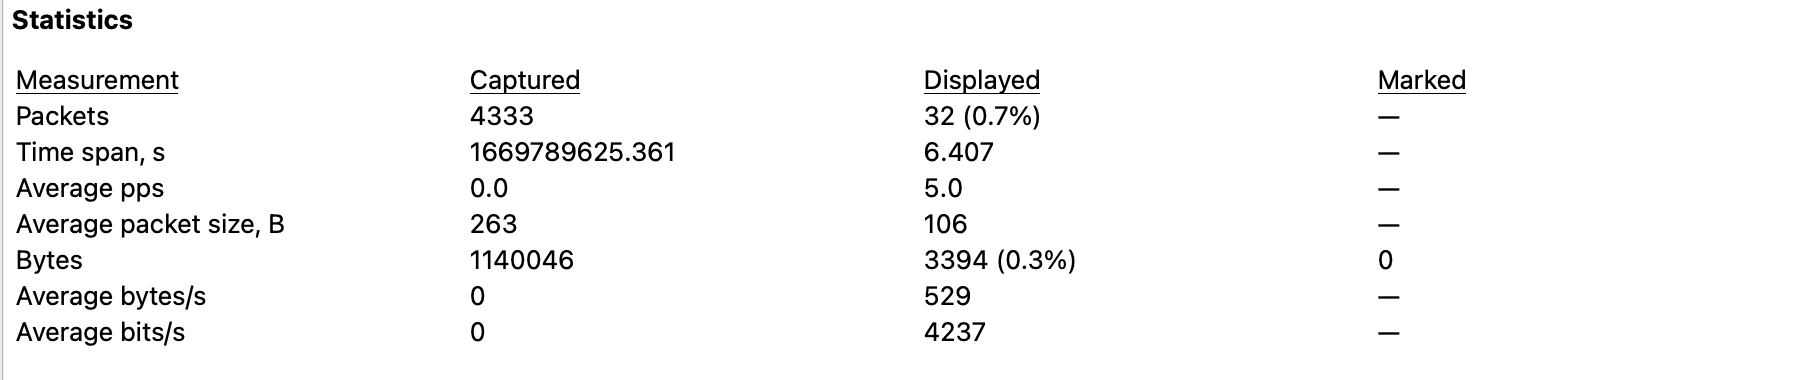 Statistics
Measurement Captured Displayed Marked
Packets 4333 32 (0.7%) —
Time span, s 1669789625.361 6.407 —
Average pps 0.0 5.0 —
Average packet size, B 263 106 —
Bytes 1140046 3394 (0.3%) 0
Average bytes/s 0 529 —
Average bits/s 0 4237 —